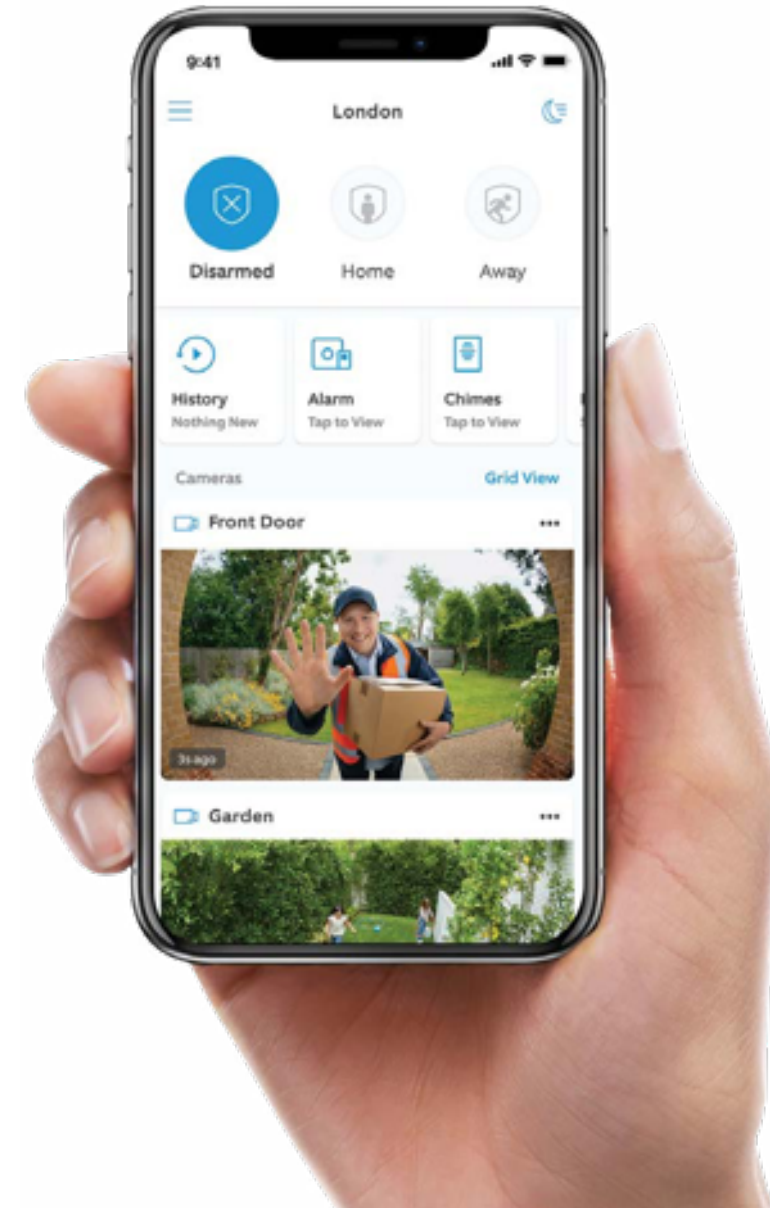 9:41
London
Disarmed
Home
Away
History
Nothing New
Alarm
Tap to View
Chimes
Tap to View
Cameras
Grid View
Front Door
3s ago
Garden